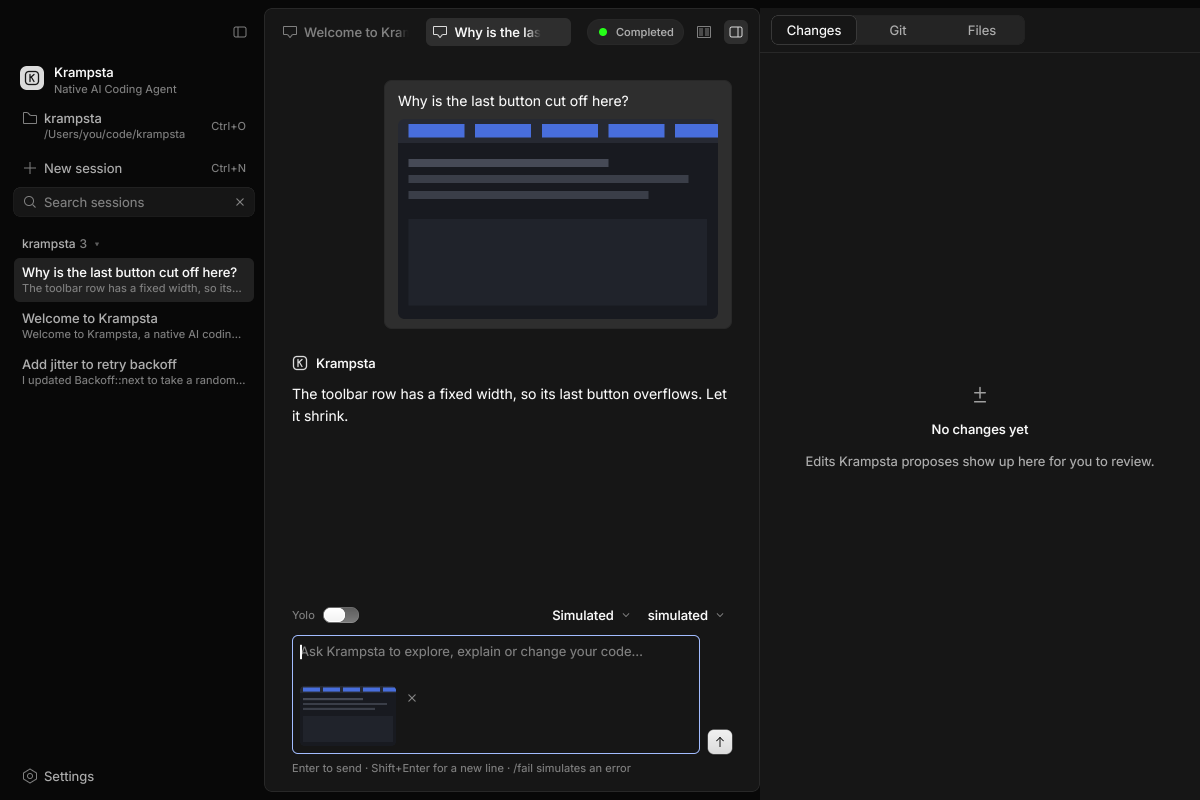 Krampsta
Native AI Coding Agent
krampsta
/Users/you/code/krampsta
Ctrl+O
New session
Ctrl+N
Search sessions
krampsta 3
Why is the last button cut off here?
The toolbar row has a fixed width, so its...
Welcome to Krampsta
Welcome to Krampsta, a native AI codin...
Add jitter to retry backoff
I updated Backoff::next to take a random...
Settings
Welcome to Krar
Why is the las
Completed
Why is the last button cut off here?
Krampsta
The toolbar row has a fixed width, so its last button overflows. Let
it shrink.
Yolo
Simulated
simulated
Ask Krampsta to explore, explain or change your code...
Enter to send · Shift+Enter for a new line · /fail simulates an error
Changes
Git
Files
No changes yet
Edits Krampsta proposes show up here for you to review.